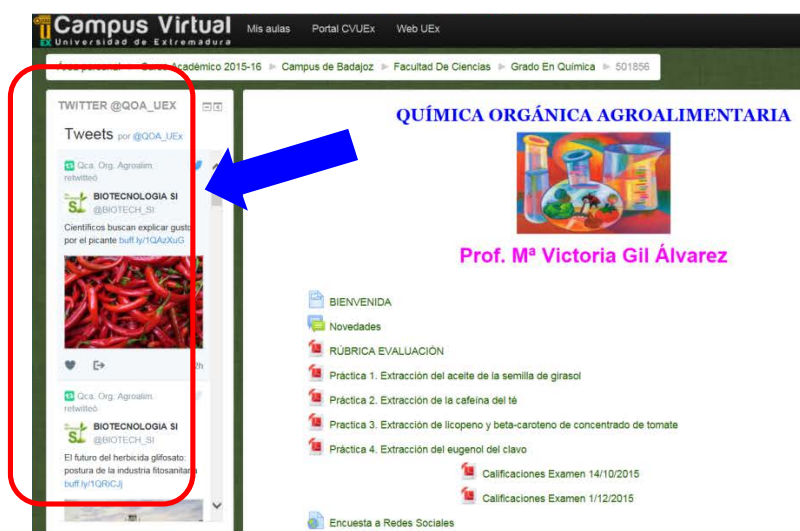 Campus Virtual
Universidad de Extremadura
Mis aulas Portal CVUEx Web UEx
Área personal Curso Académico 2015-16 Campus de Badajoz Facultad De Ciencias Grado En Química 501856
TWITTER @QOA_UEX
Tweets por @QOA_UEx
Qca. Org. Agroalim.
retwitteó
BIOTECNOLOGIA SI
@BIOTECH_SI
Científicos buscan explicar gusto
por el picante buff.ly/1QAzXuG
2h
Qca. Org. Agroalim.
retwitteó
BIOTECNOLOGIA SI
@BIOTECH_SI
El futuro del herbicida glifosato:
postura de la industria fitosanitaria
buff.ly/1QRiCJj
QUÍMICA ORGÁNICA AGROALIMENTARIA
Prof. Mª Victoria Gil Álvarez
BIENVENIDA
Novedades
RÚBRICA EVALUACIÓN
Práctica 1. Extracción del aceite de la semilla de girasol
Práctica 2. Extracción de la cafeína del té
Practica 3. Extracción de licopeno y beta-caroteno de concentrado de tomate
Práctica 4. Extracción del eugenol del clavo
Calificaciones Examen 14/10/2015
Calificaciones Examen 1/12/2015
Encuesta a Redes Sociales